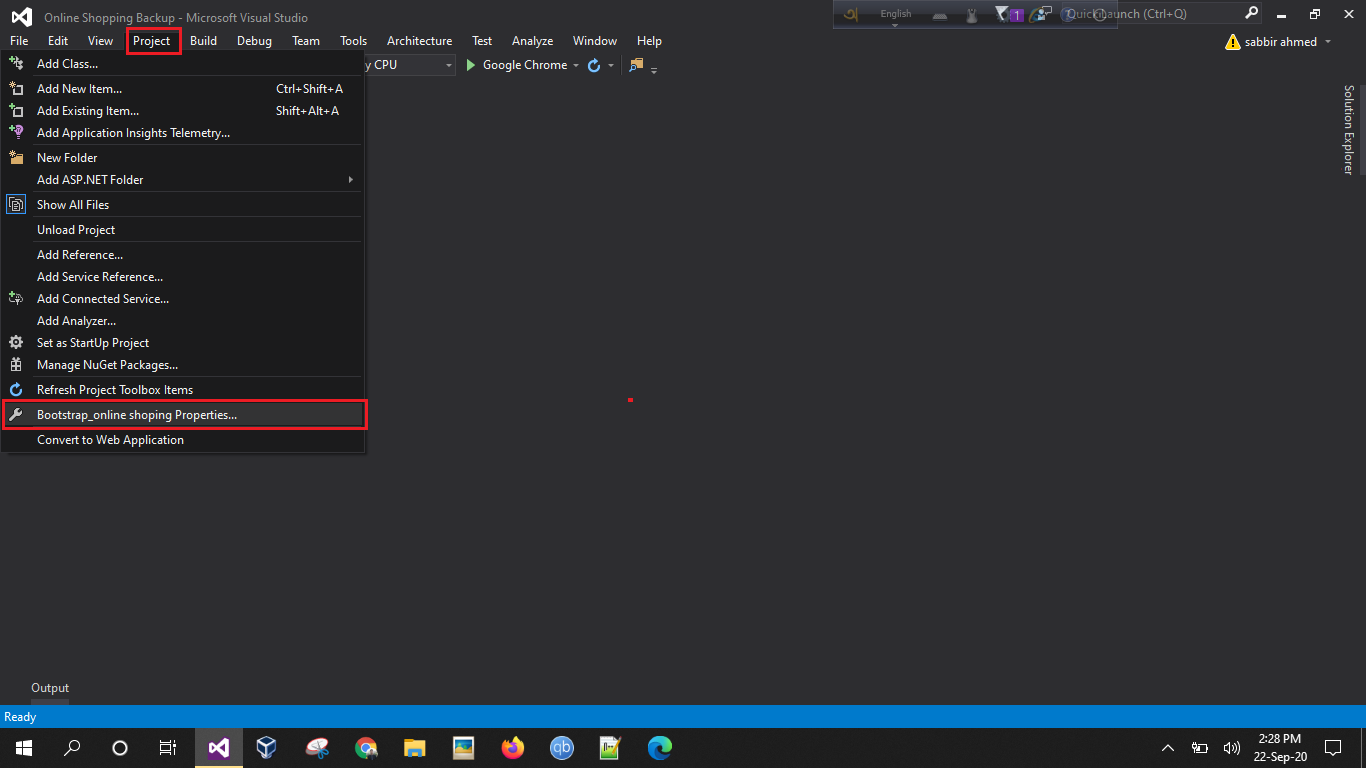 Online Shopping Backup - Microsoft Visual Studio
English
1
Launch (Ctrl+Q)
File Edit View Project Build Debug Team Tools Architecture Test Analyze Window Help
sabbir ahmed
y CPU
Google Chrome
Add Class...
Add New Item... Ctrl+Shift+A
Add Existing Item... Shift+Alt+A
Add Application Insights Telemetry...
New Folder
Add ASP.NET Folder
Show All Files
Unload Project
Add Reference...
Add Service Reference...
Add Connected Service...
Add Analyzer...
Set as StartUp Project
Manage NuGet Packages...
Refresh Project Toolbox Items
Bootstrap_online shoping Properties...
Convert to Web Application
Solution Explorer
Output
Ready
qb
2:28 PM
22-Sep-20